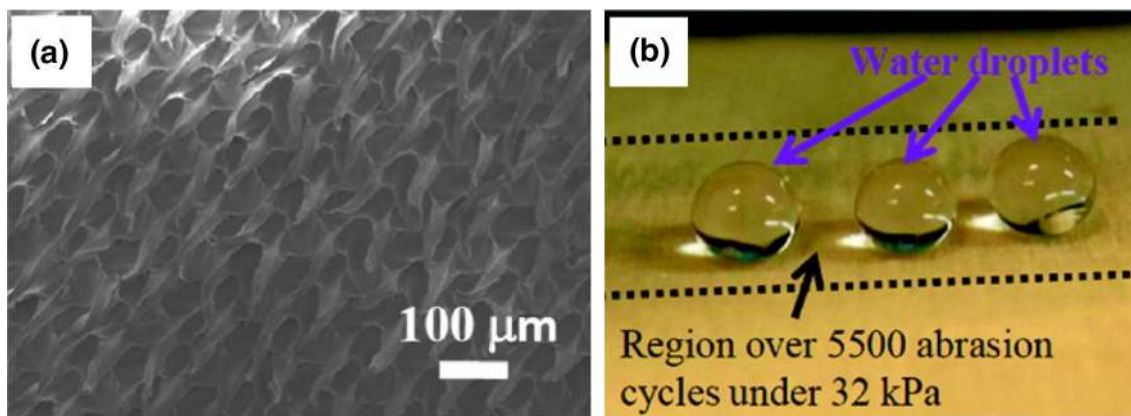 (a)
100 μm
(b)
Water droplets
Region over 5500 abrasion
cycles under 32 kPa